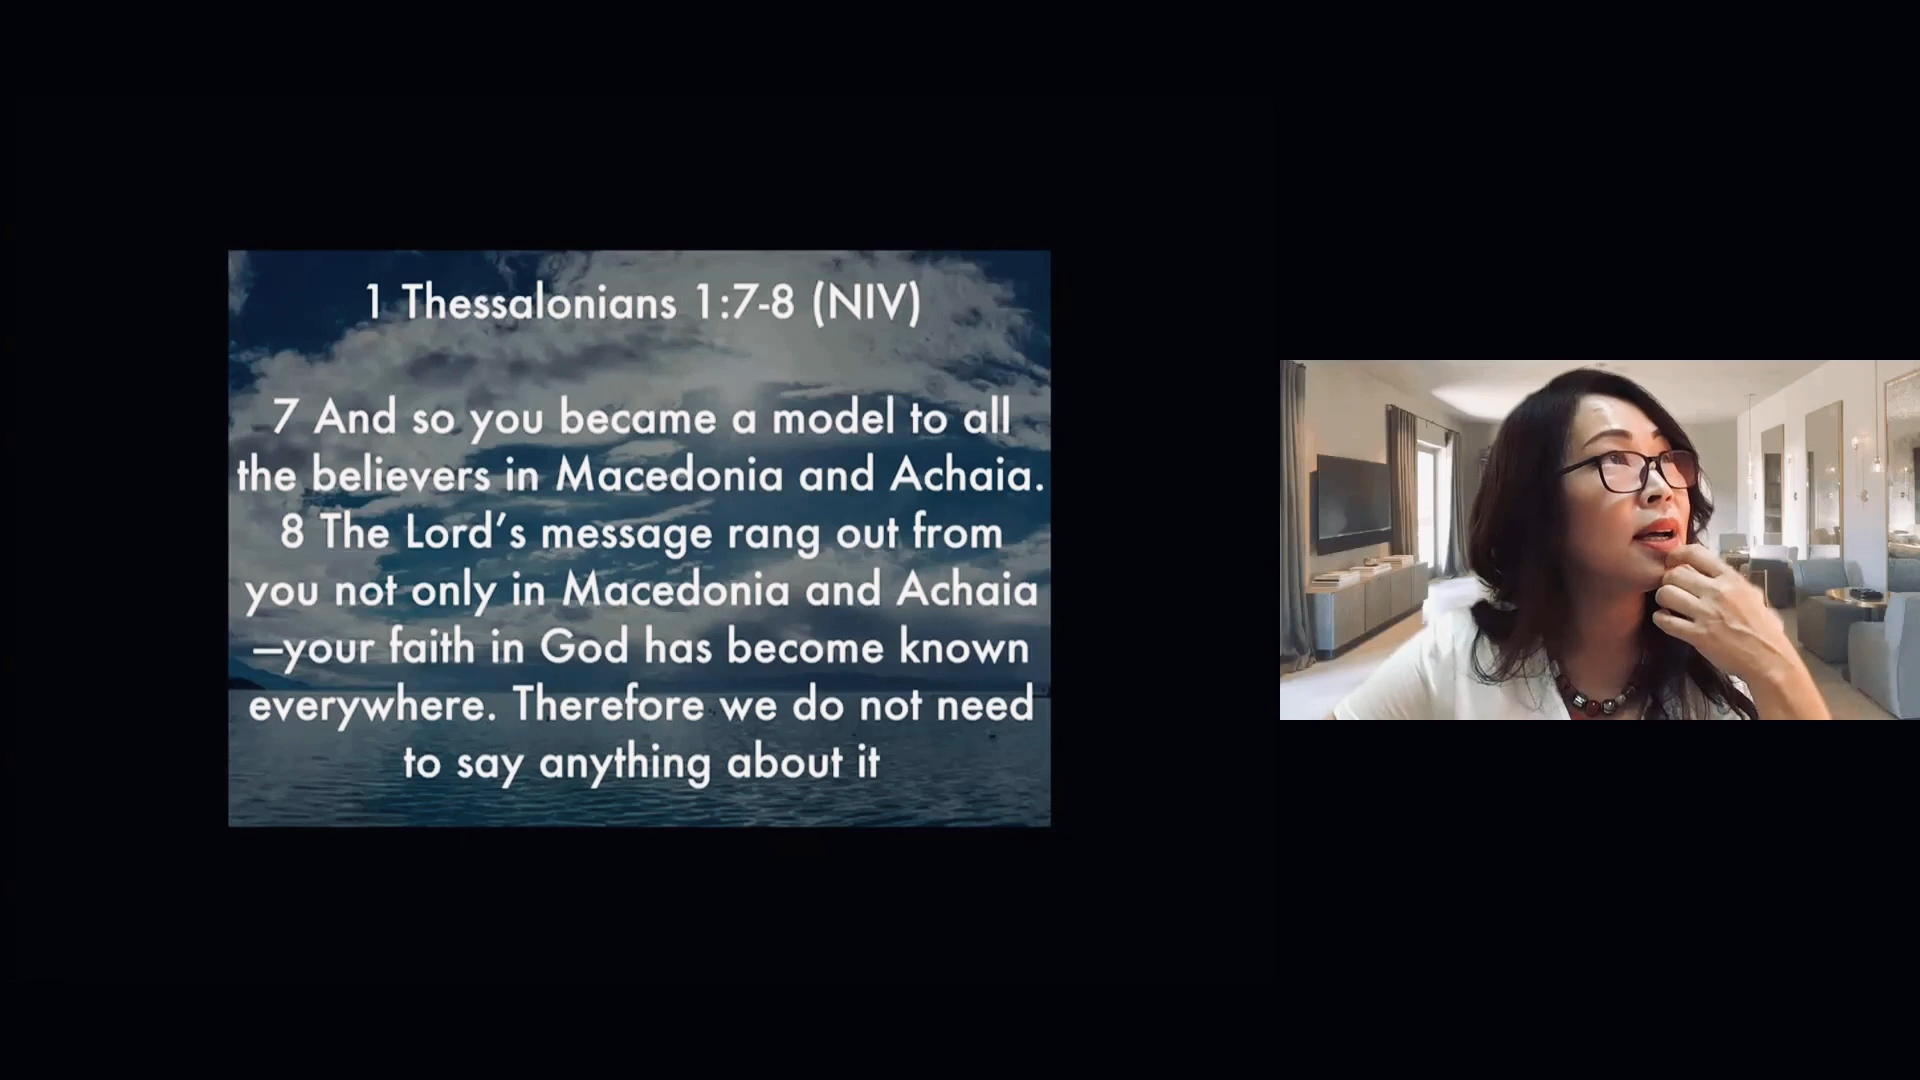 1 Thessalonians 1:7-8 (NIV)
7 And so you became a model to all
the believers in Macedonia and Achaia.
8 The Lord’s message rang out from
you not only in Macedonia and Achaia
—your faith in God has become known
everywhere. Therefore we do not need
to say anything about it